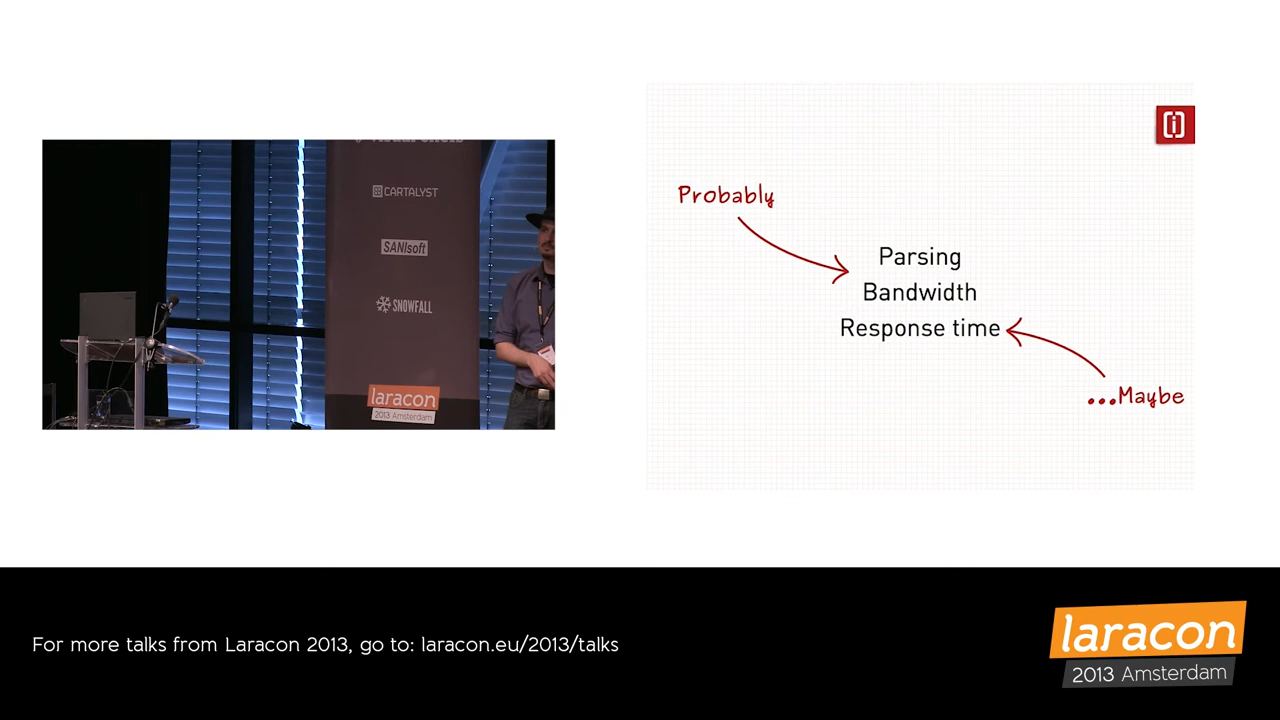 CARTALYST
SANIsoft
SNOWFALL
laracon
2013 Amsterdam
Probably
Parsing
Bandwidth
Response time
...Maybe
For more talks from Laracon 2013, go to: laracon.eu/2013/talks
laracon
2013 Amsterdam